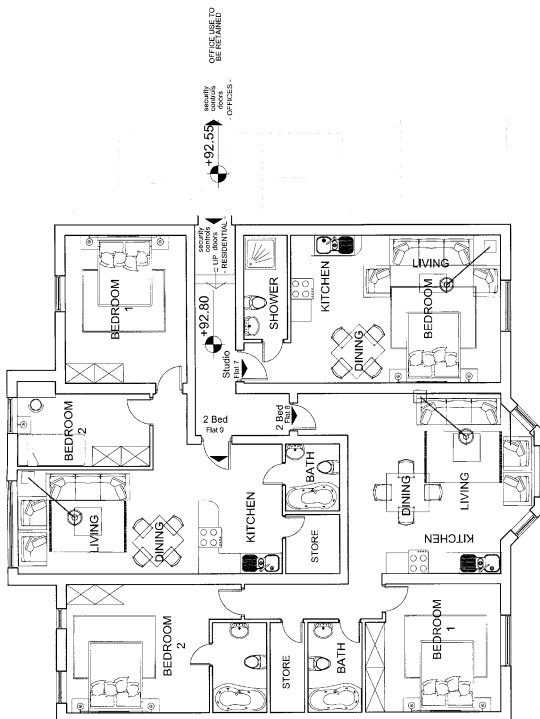 OFFICE USE TO
BE RETAINED
security
controls
doors
- OFFICES -
+92.55
security
controls
doors
UP
- RESIDENTIAL -
+92.80
BEDROOM
1
SHOWER
KITCHEN
LIVING
BEDROOM
DINING
Studio
Flat 7
BEDROOM
2
2 Bed
Flat 9
2 Bed
Flat 8
BATH
LIVING
DINING
KITCHEN
STORE
DINING
LIVING
KITCHEN
BEDROOM
2
STORE
BATH
BEDROOM
1